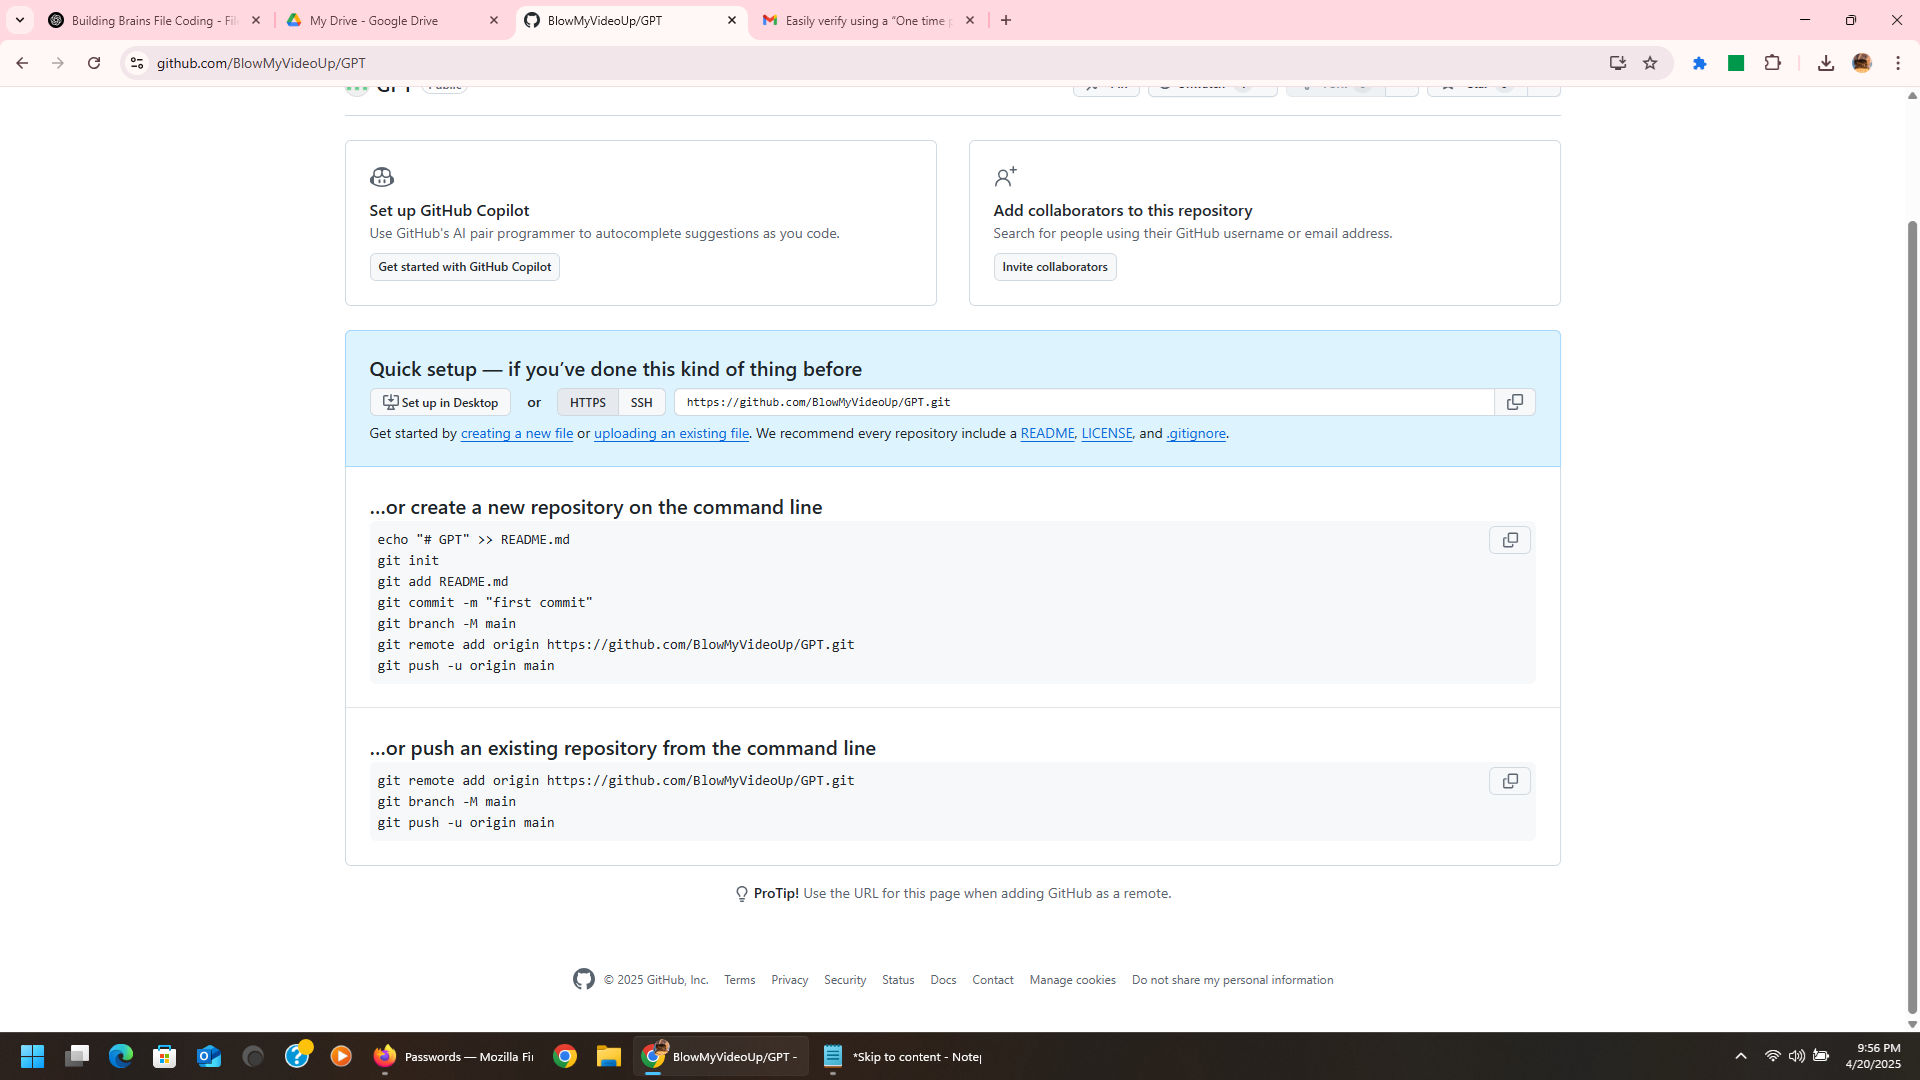 Building Brains File Coding - Fil
My Drive - Google Drive
BlowMyVideoUp/GPT
Easily verify using a "One time p
github.com/BlowMyVideoUp/GPT
GPT Public
Set up GitHub Copilot
Use GitHub's AI pair programmer to autocomplete suggestions as you code.
Get started with GitHub Copilot
Add collaborators to this repository
Search for people using their GitHub username or email address.
Invite collaborators
Quick setup — if you've done this kind of thing before
Set up in Desktop or HTTPS SSH https://github.com/BlowMyVideoUp/GPT.git
Get started by creating a new file or uploading an existing file. We recommend every repository include a README, LICENSE, and .gitignore.
…or create a new repository on the command line
echo "# GPT" >> README.md
git init
git add README.md
git commit -m "first commit"
git branch -M main
git remote add origin https://github.com/BlowMyVideoUp/GPT.git
git push -u origin main
…or push an existing repository from the command line
git remote add origin https://github.com/BlowMyVideoUp/GPT.git
git branch -M main
git push -u origin main
ProTip! Use the URL for this page when adding GitHub as a remote.
© 2025 GitHub, Inc. Terms Privacy Security Status Docs Contact Manage cookies Do not share my personal information
Passwords — Mozilla Fi
BlowMyVideoUp/GPT -
*Skip to content - Note
9:56 PM
4/20/2025